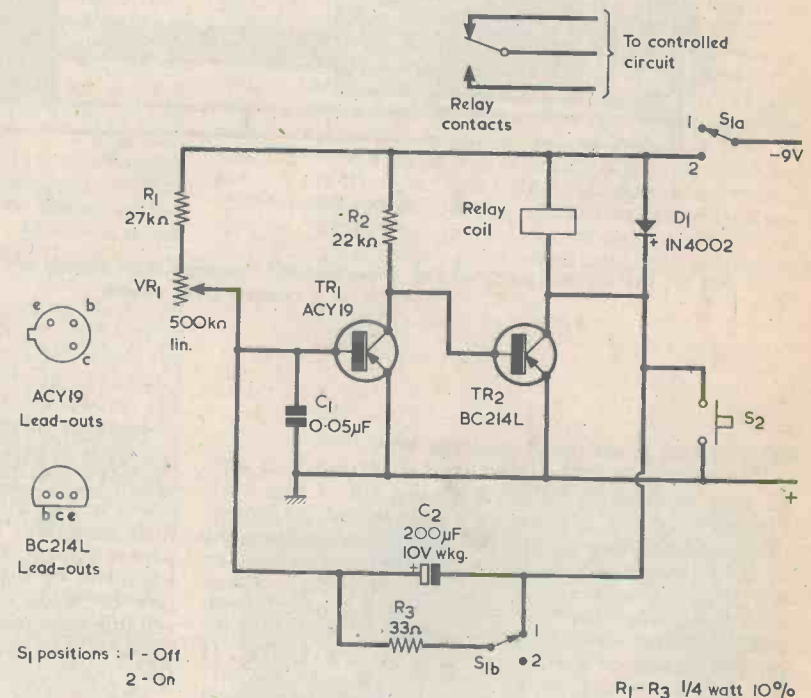 To controlled
circuit
Relay
contacts
1
S1a
-9V
2
R1
27kΩ
R2
22kΩ
Relay
coil
D1
+ 1N4002
VR1
500kΩ
lin.
TR1
ACY19
TR2
BC214L
e
b
c
ACY19
Lead-outs
C1
0·05µF
S2
+
b c e
BC214L
Lead-outs
C2
200µF
10V wkg.
+
R3
33Ω
1
S1b
2
S1 positions : 1 - Off
2 - On
R1 - R3 1/4 watt 10%